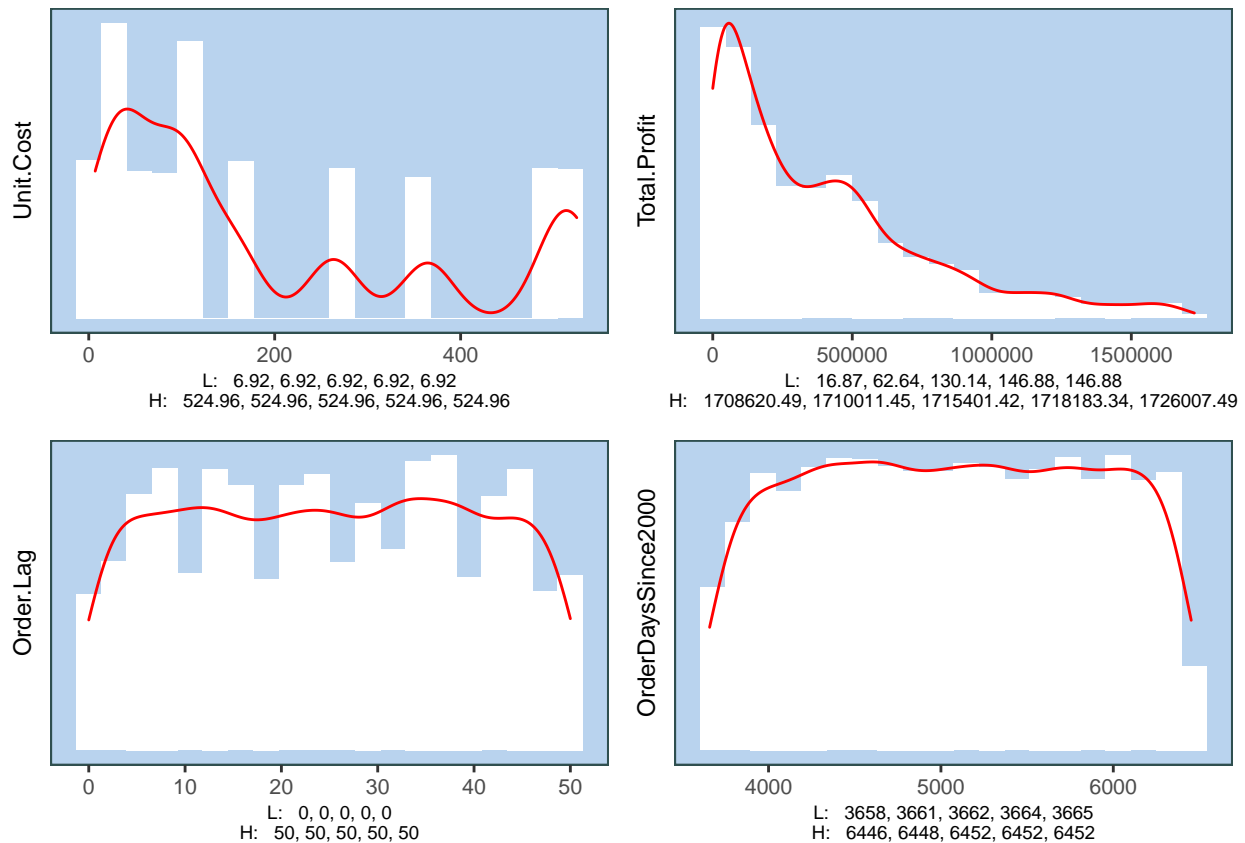 Unit.Cost
0 200 400
L: 6.92, 6.92, 6.92, 6.92, 6.92
H: 524.96, 524.96, 524.96, 524.96, 524.96
Total.Profit
0 500000 1000000 1500000
L: 16.87, 62.64, 130.14, 146.88, 146.88
H: 1708620.49, 1710011.45, 1715401.42, 1718183.34, 1726007.49
Order.Lag
0 10 20 30 40 50
L: 0, 0, 0, 0, 0
H: 50, 50, 50, 50, 50
OrderDaysSince2000
4000 5000 6000
L: 3658, 3661, 3662, 3664, 3665
H: 6446, 6448, 6452, 6452, 6452